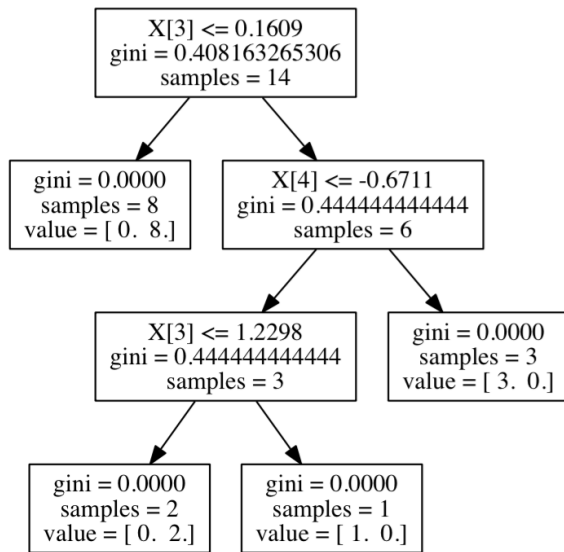 X[3] <= 0.1609
gini = 0.408163265306
samples = 14
gini = 0.0000
samples = 8
value = [ 0.  8.]
X[4] <= -0.6711
gini = 0.444444444444
samples = 6
X[3] <= 1.2298
gini = 0.444444444444
samples = 3
gini = 0.0000
samples = 3
value = [ 3.  0.]
gini = 0.0000
samples = 2
value = [ 0.  2.]
gini = 0.0000
samples = 1
value = [ 1.  0.]